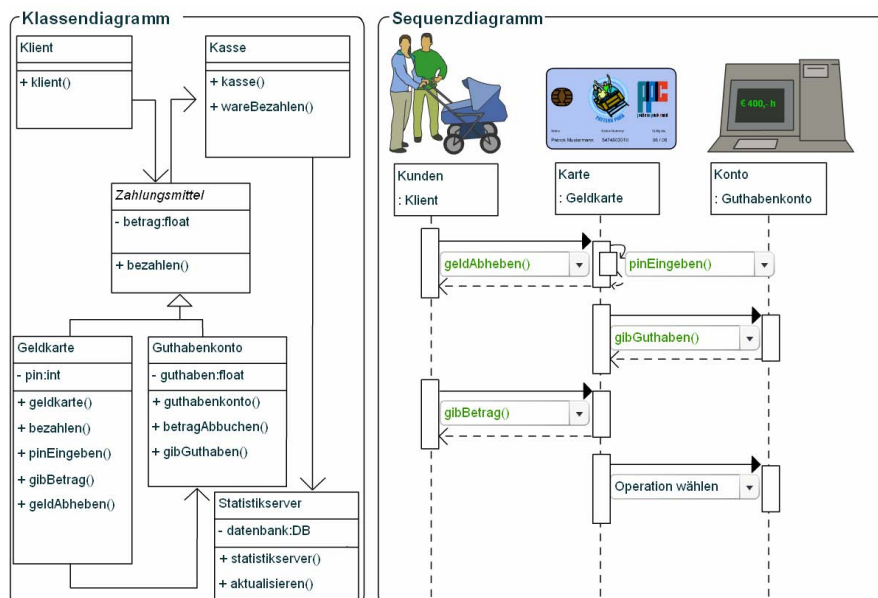 Klassendiagramm
Klient
+ klient()
Kasse
+ kasse()
+ wareBezahlen()
Zahlungsmittel
- betrag:float
+ bezahlen()
Geldkarte
- pin:int
+ geldkarte()
+ bezahlen()
+ pinEingeben()
+ gibBetrag()
+ geldAbheben()
Guthabenkonto
- guthaben:float
+ guthabenkonto()
+ betragAbbuchen()
+ gibGuthaben()
Statistikserver
- datenbank:DB
+ statistikserver()
+ aktualisieren()
Sequenzdiagramm
PATTERN PARK
€ 400,- h
Kunden
: Klient
Karte
: Geldkarte
Konto
: Guthabenkonto
geldAbheben()
pinEingeben()
gibGuthaben()
gibBetrag()
Operation wählen